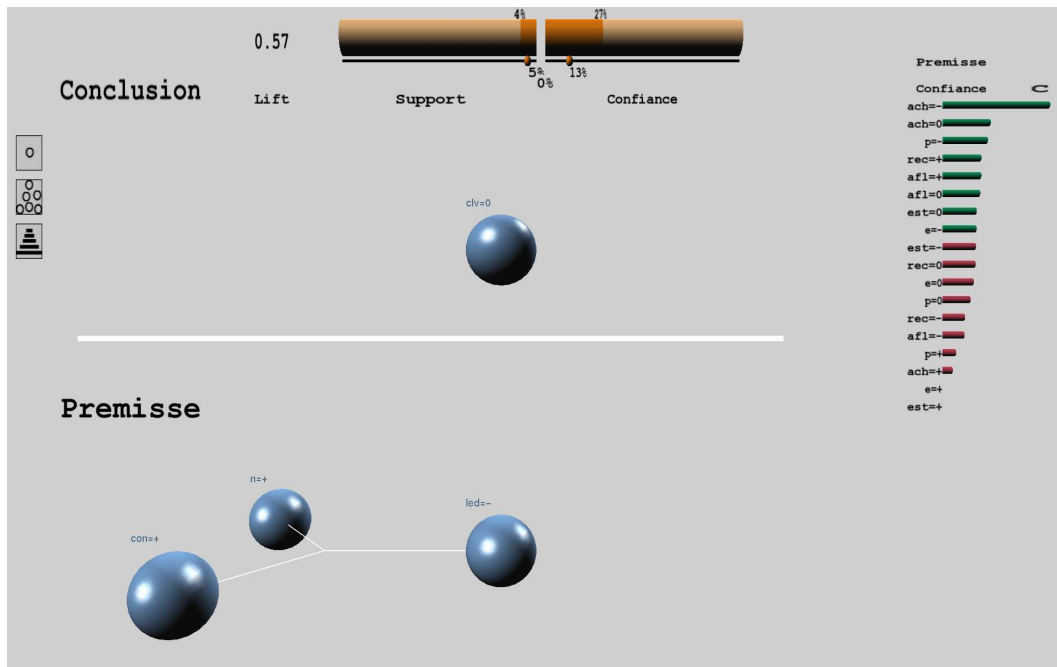 4% 27%
0.57
5% 13%
0%
Lift Support Confiance
Conclusion
clv=0
Premisse
n=+
led=-
con=+
Premisse
Confiance
ach=-
ach=0
p=-
rec=+
afl=+
afl=0
est=0
e=-
est=-
rec=0
e=0
p=0
rec=-
afl=-
p=+
ach=+
e=+
est=+